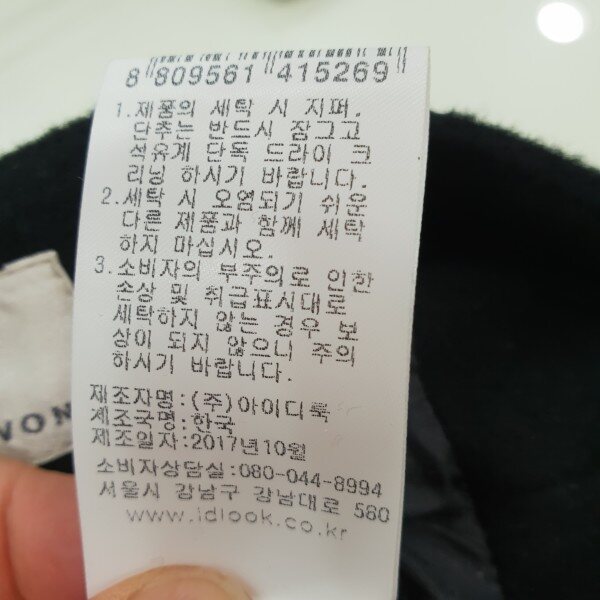 8 809561 415269
1.제품의 세탁 시 지퍼.
단추는 반드시 잠그고
석유계 단독 드라이 크
리닝 하시기 바랍니다.
2.세탁 시 오염되기 쉬운
다른 제품과 함께 세탁
하지 마십시오.
3.소비자의 부주의로 인한
손상 및 취급표시대로
세탁하지 않는 경우 보
상이 되지 않으니 주의
하시기 바랍니다.
제조자명:(주)아이디룩
제조국명:한국
제조일자:2017년10월
소비자상담실:080-044-8994
서울시 강남구 강남대로 580
www.idlook.co.kr
VON